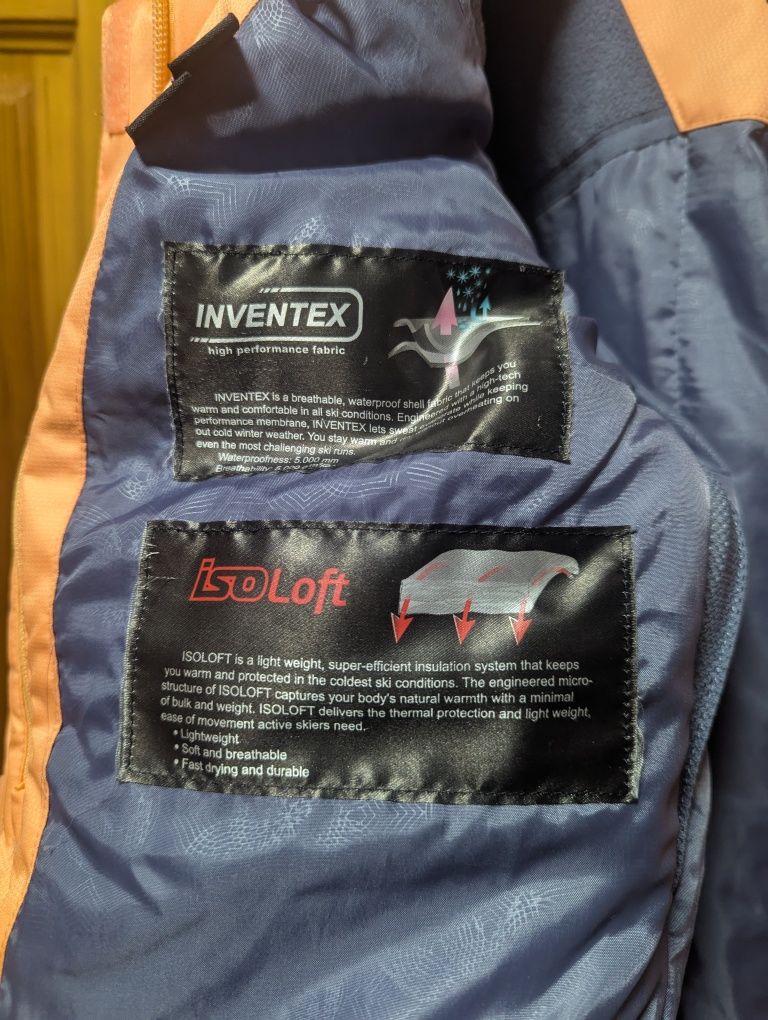 INVENTEX
high performance fabric
INVENTEX is a breathable, waterproof shell fabric that keeps you
warm and comfortable in all ski conditions. Engineered with a high-tech
performance membrane, INVENTEX lets sweat while keeping
out cold winter weather. You stay warm and overheating on
even the most challenging ski runs.
Waterproofness: 5.000 mm
Breathability: 5.000
isoLoft
ISOLOFT is a light weight, super-efficient insulation system that keeps
you warm and protected in the coldest ski conditions. The engineered micro-
structure of ISOLOFT captures your body's natural warmth with a minimal
of bulk and weight. ISOLOFT delivers the thermal protection and light weight,
ease of movement active skiers need.
• Lightweight
• Soft and breathable
• Fast drying and durable